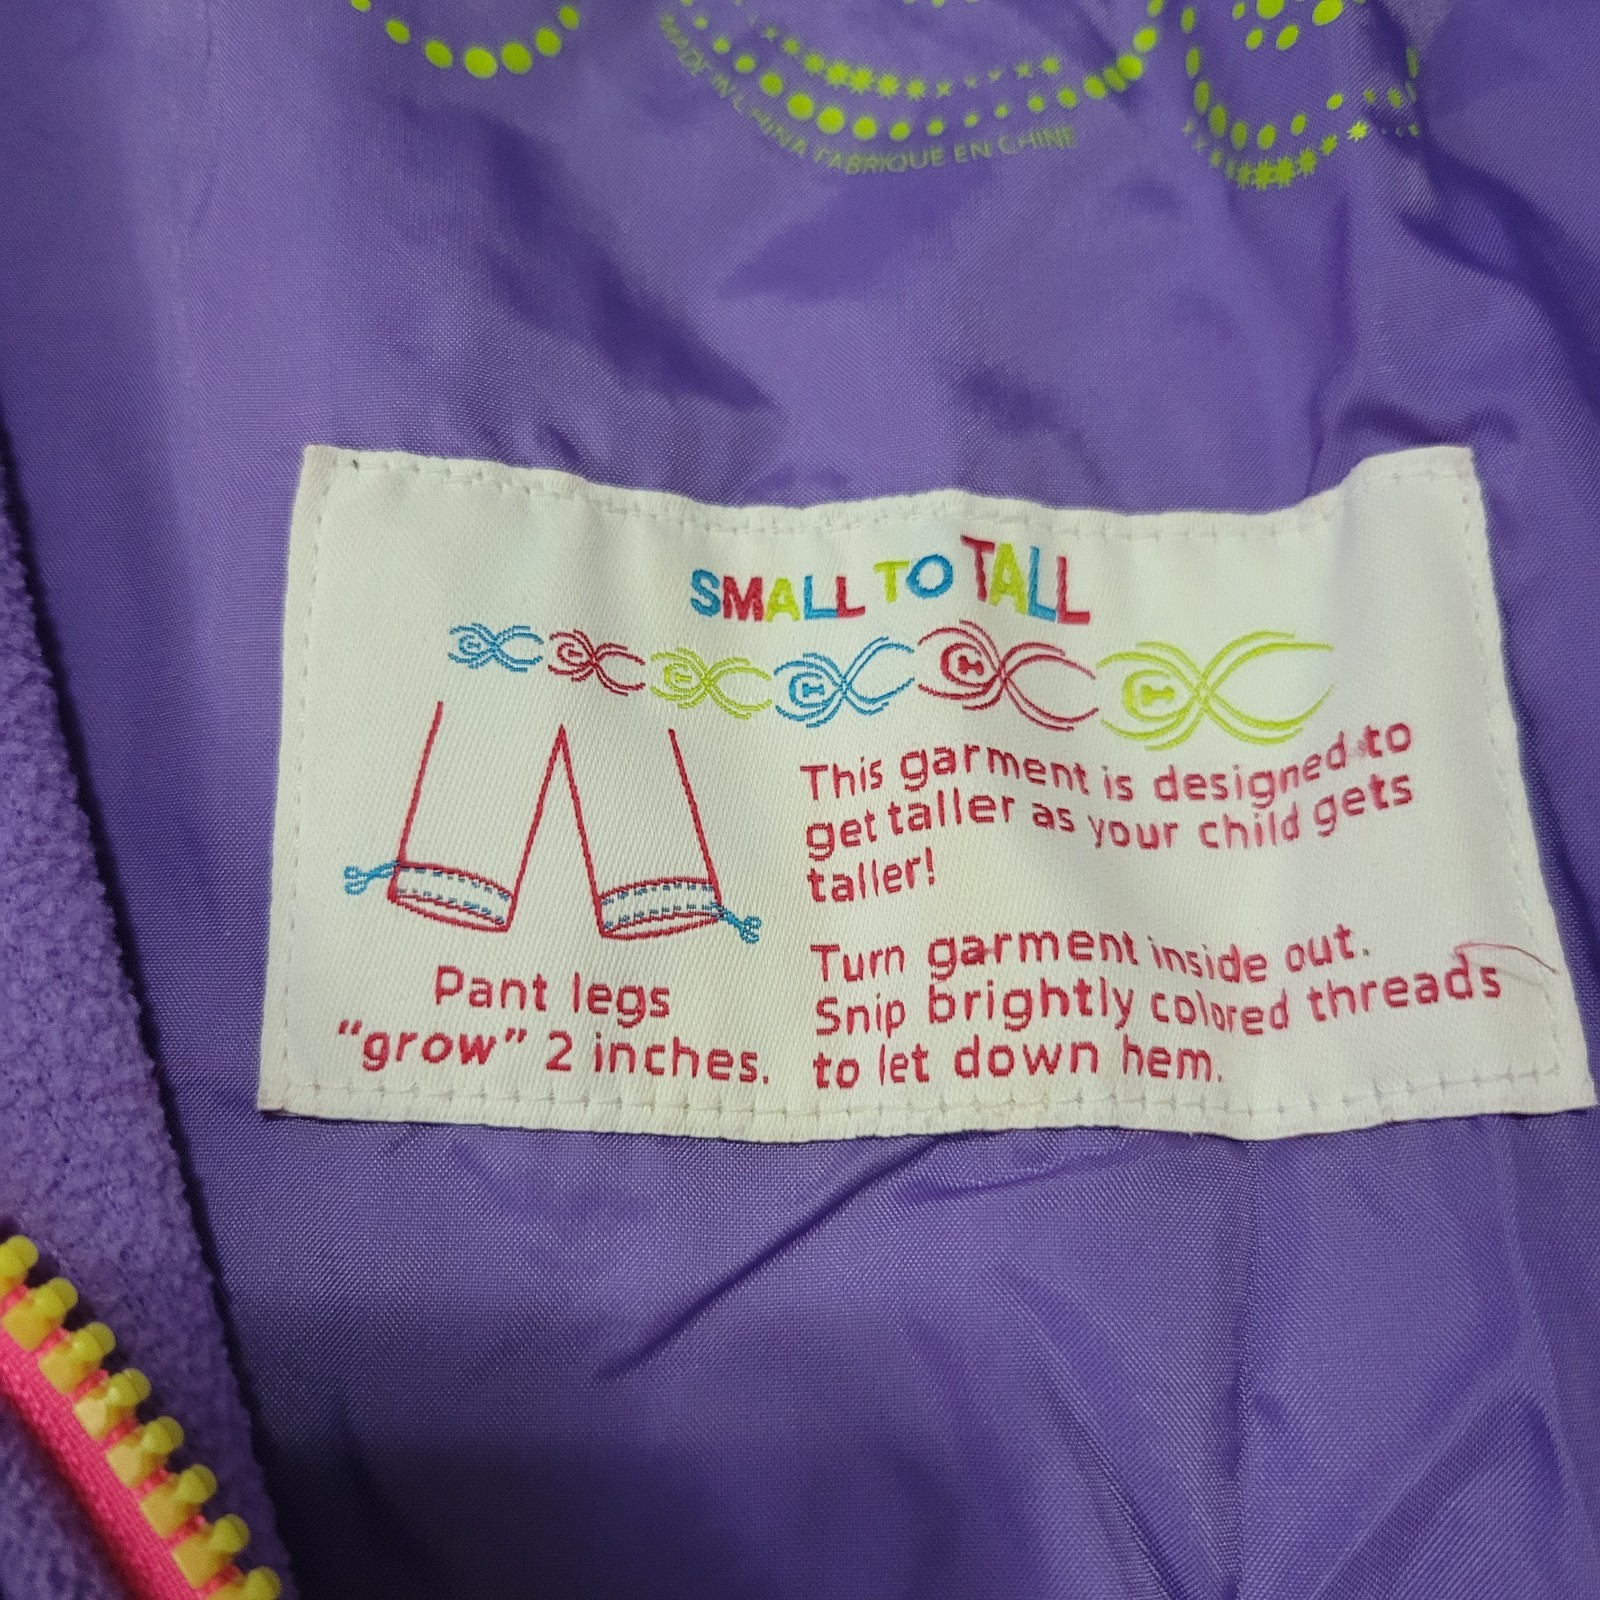 MADE IN CHINA FABRIQUE EN CHINE
SMALL TO TALL
This garment is designed to
get taller as your child gets
taller!
Turn garment inside out.
Snip brightly colored threads
to let down hem.
Pant legs
"grow" 2 inches.